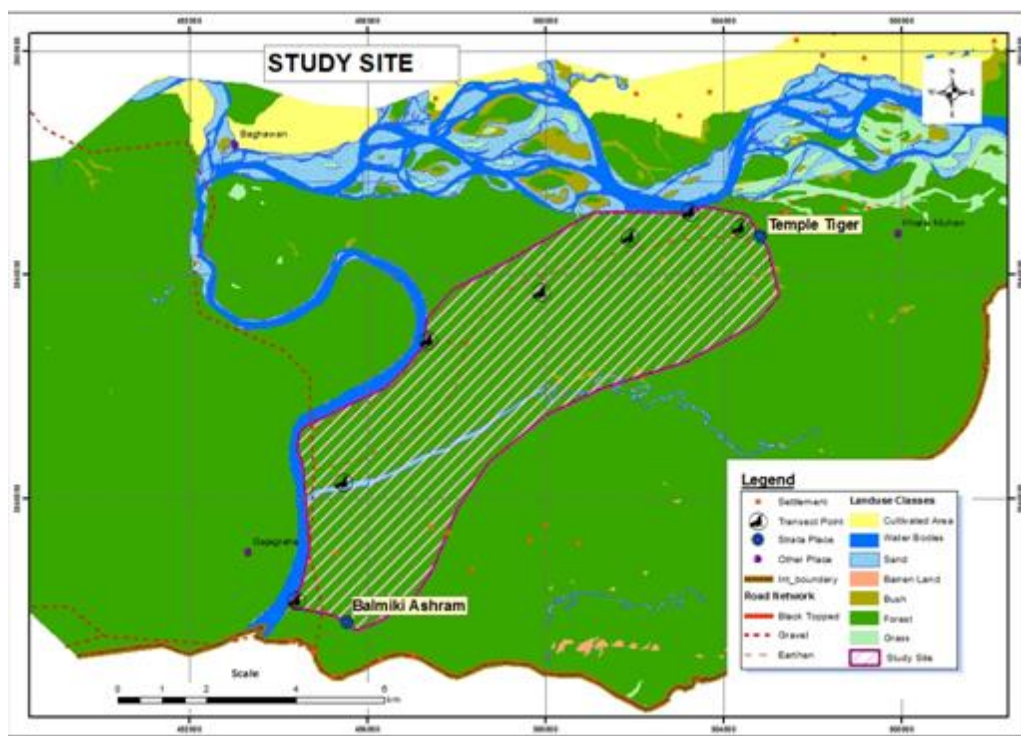 STUDY SITE
N
Baghawan
Temple Tiger
Balmiki Ashram
Scale
0 1 2 4 6
km
Legend
Settlement
Transect Point
Strata Place
Other Place
Int_boundary
Road Network
Black Topped
Gravel
Earthen
Landuse Classes
Cultivated Area
Water Bodies
Sand
Barren Land
Bush
Forest
Grass
Study Site